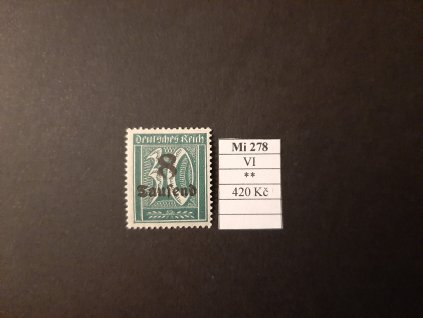 Deutsches Reich
30
8
Tausend
Mi 278
VI
**
420 Kč